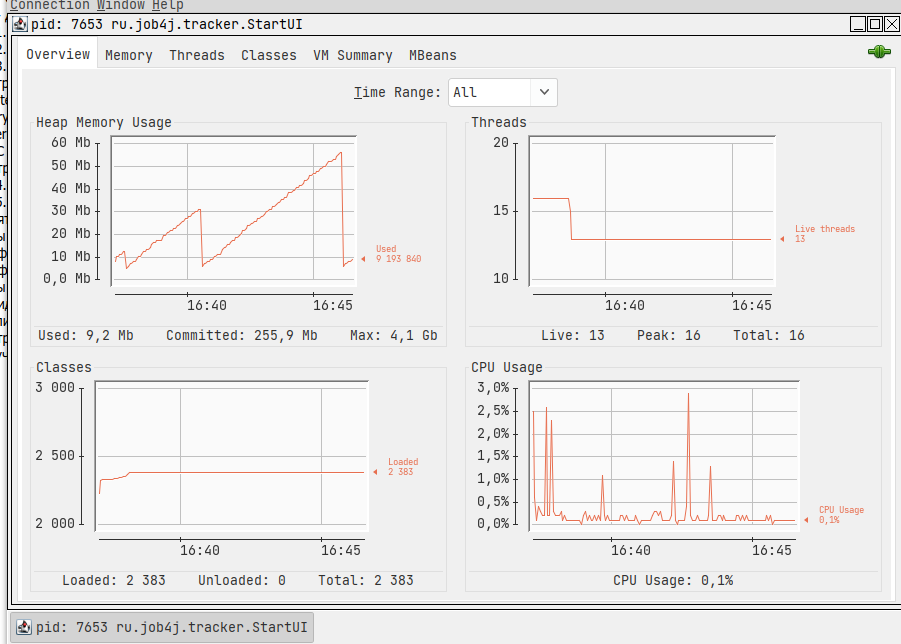 Connection Window Help
pid: 7653 ru.job4j.tracker.StartUI
Overview Memory Threads Classes VM Summary MBeans
Time Range: All
Heap Memory Usage
60 Mb
50 Mb
40 Mb
30 Mb
20 Mb
10 Mb
0,0 Mb
Used
9 193 840
16:40 16:45
Used: 9,2 Mb Committed: 255,9 Mb Max: 4,1 Gb
Threads
20
15
10
Live threads
13
16:40 16:45
Live: 13 Peak: 16 Total: 16
Classes
3 000
2 500
2 000
Loaded
2 383
16:40 16:45
Loaded: 2 383 Unloaded: 0 Total: 2 383
CPU Usage
3,0%
2,5%
2,0%
1,5%
1,0%
0,5%
0,0%
CPU Usage
0,1%
16:40 16:45
CPU Usage: 0,1%
pid: 7653 ru.job4j.tracker.StartUI